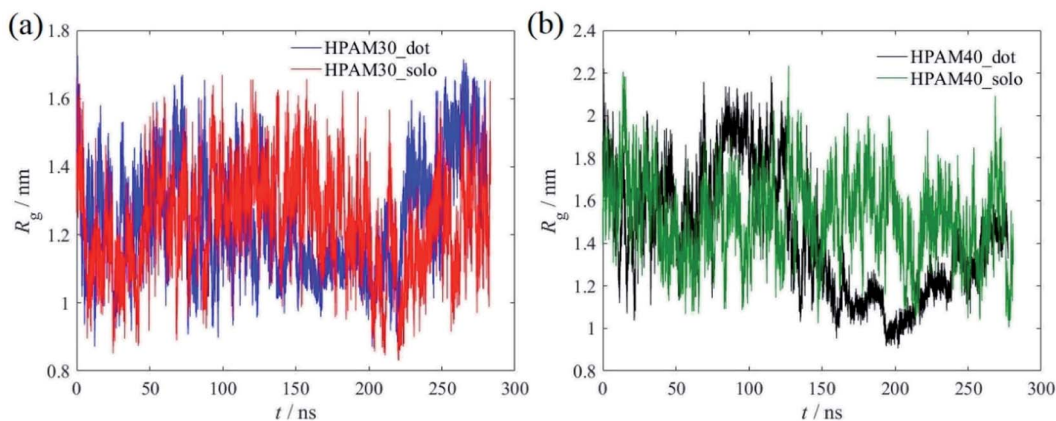 (a)
1.8
1.6
1.4
1.2
1
0.8
R_g / nm
HPAM30_dot
HPAM30_solo
0 50 100 150 200 250 300
t / ns
(b)
2.4
2.2
2
1.8
1.6
1.4
1.2
1
0.8
R_g / nm
HPAM40_dot
HPAM40_solo
0 50 100 150 200 250 300
t / ns